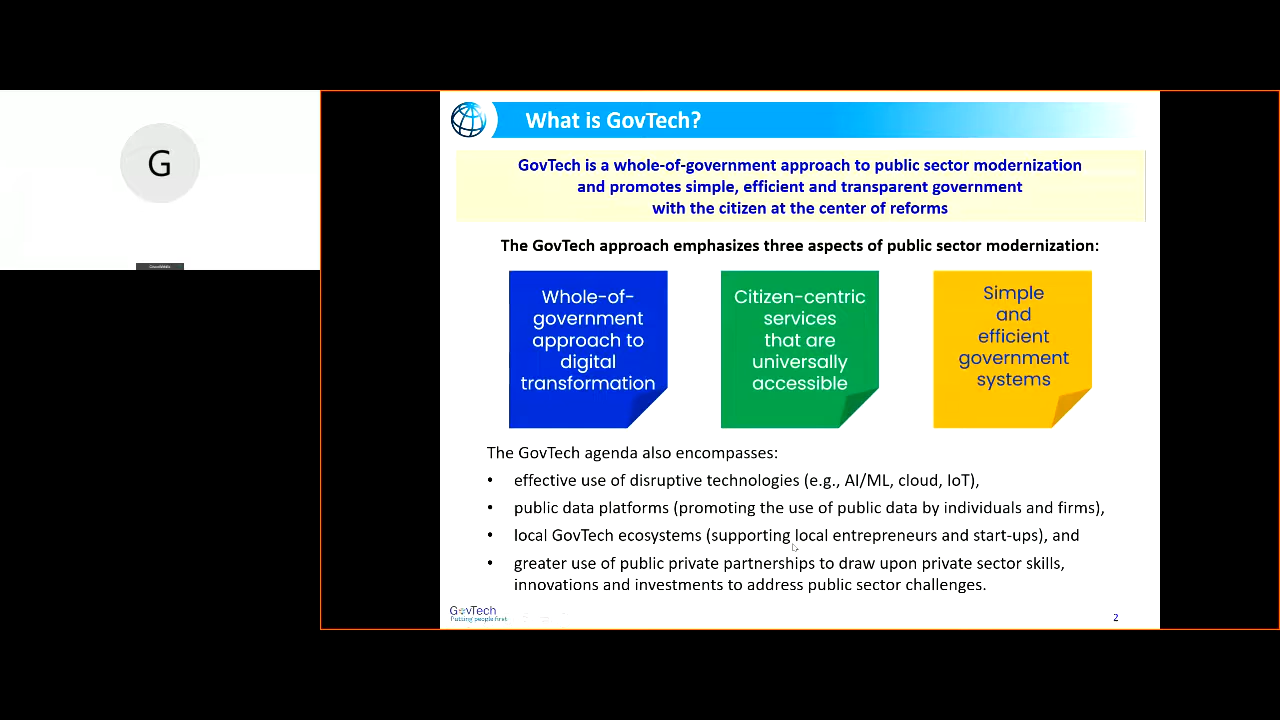 G
What is GovTech?
GovTech is a whole-of-government approach to public sector modernization
and promotes simple, efficient and transparent government
with the citizen at the center of reforms
The GovTech approach emphasizes three aspects of public sector modernization:
Whole-of-
government
approach to
digital
transformation
Citizen-centric
services
that are
universally
accessible
Simple
and
efficient
government
systems
The GovTech agenda also encompasses:
• effective use of disruptive technologies (e.g., AI/ML, cloud, IoT),
• public data platforms (promoting the use of public data by individuals and firms),
• local GovTech ecosystems (supporting local entrepreneurs and start-ups), and
• greater use of public private partnerships to draw upon private sector skills,
innovations and investments to address public sector challenges.
GovTech
Putting people first
2